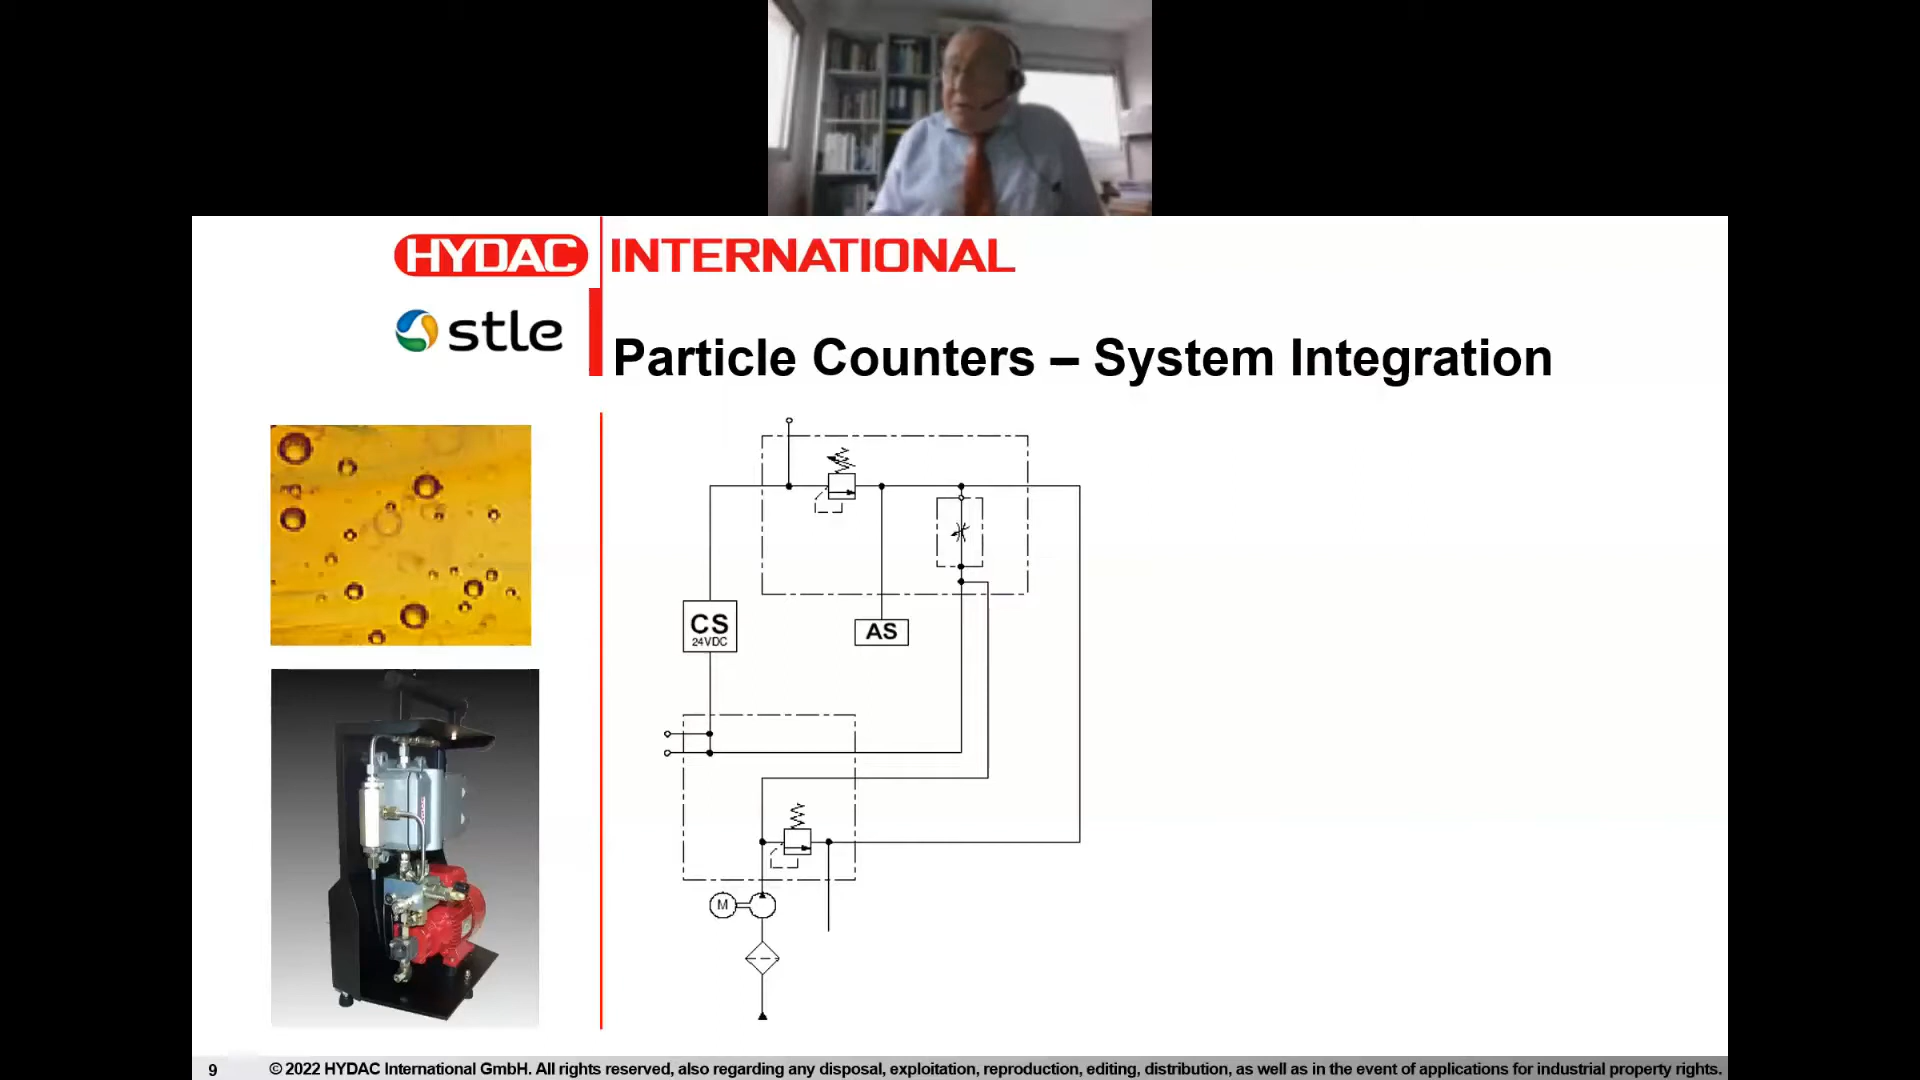 HYDAC INTERNATIONAL
stle
Particle Counters – System Integration
CS
24VDC
AS
M
9
© 2022 HYDAC International GmbH. All rights reserved, also regarding any disposal, exploitation, reproduction, editing, distribution, as well as in the event of applications for industrial property rights.